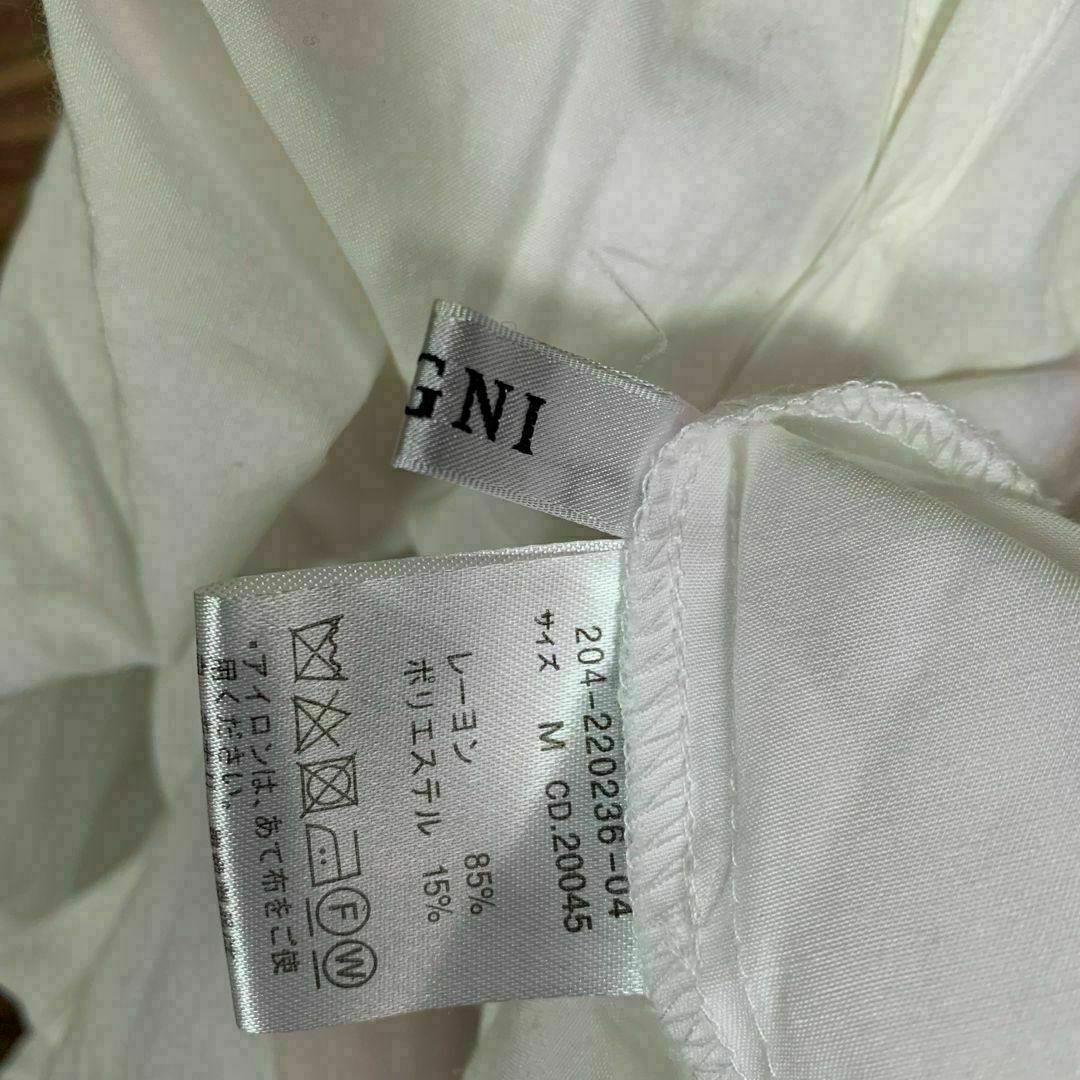 GNI
204-220236-04
サイズ M CD.20045
レーヨン 85%
ポリエステル 15%
F W
・アイロンは、あて布をご使
用ください。